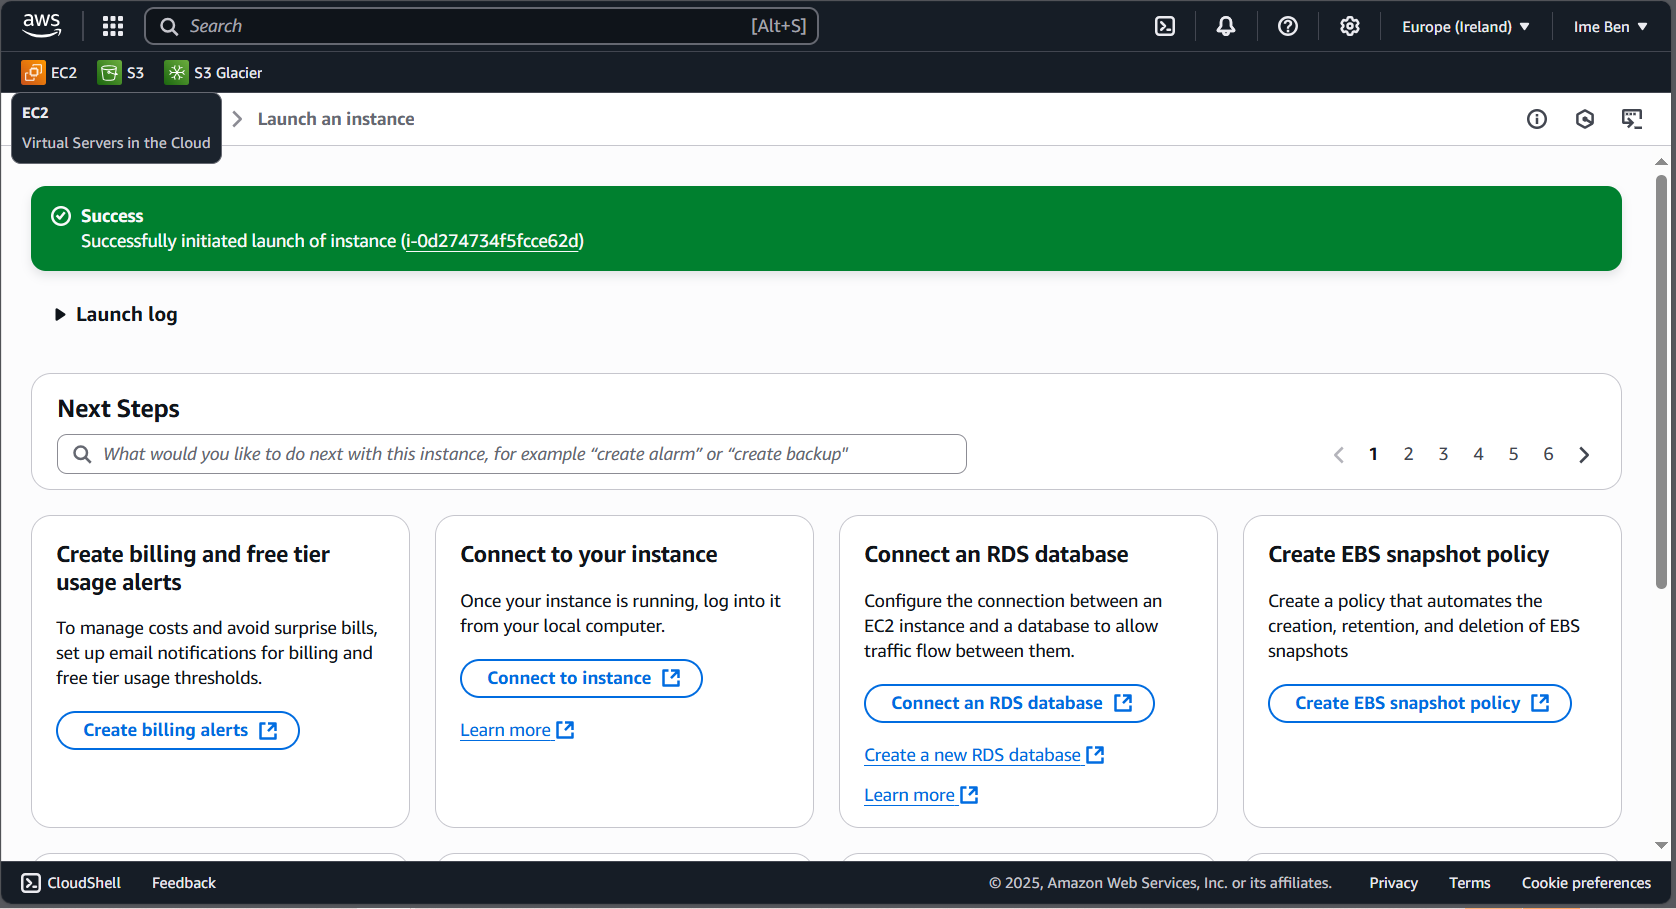 aws
Search [Alt+S]
Europe (Ireland)
Ime Ben
EC2
S3
S3 Glacier
EC2
Virtual Servers in the Cloud
Launch an instance
Success
Successfully initiated launch of instance (i-0d274734f5fcce62d)
Launch log
Next Steps
What would you like to do next with this instance, for example “create alarm” or “create backup"
1 2 3 4 5 6
Create billing and free tier
usage alerts
To manage costs and avoid surprise bills,
set up email notifications for billing and
free tier usage thresholds.
Create billing alerts
Connect to your instance
Once your instance is running, log into it
from your local computer.
Connect to instance
Learn more
Connect an RDS database
Configure the connection between an
EC2 instance and a database to allow
traffic flow between them.
Connect an RDS database
Create a new RDS database
Learn more
Create EBS snapshot policy
Create a policy that automates the
creation, retention, and deletion of EBS
snapshots
Create EBS snapshot policy
CloudShell
Feedback
© 2025, Amazon Web Services, Inc. or its affiliates.
Privacy
Terms
Cookie preferences